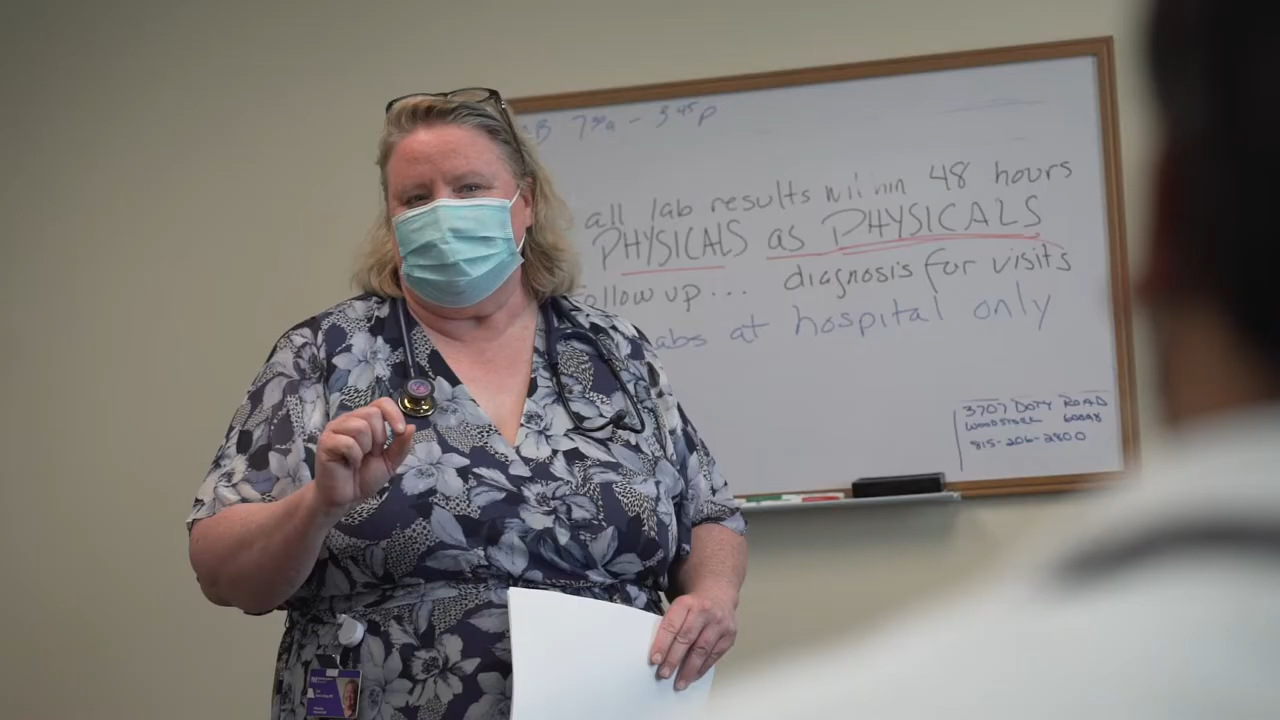 B 7³⁰a - 3⁴⁵p
all lab results within 48 hours
PHYSICALS as PHYSICALS
ollow up... diagnosis for visits
abs at hospital only
3707 DOTY ROAD
WOODSTOCK 60098
815-206-2800